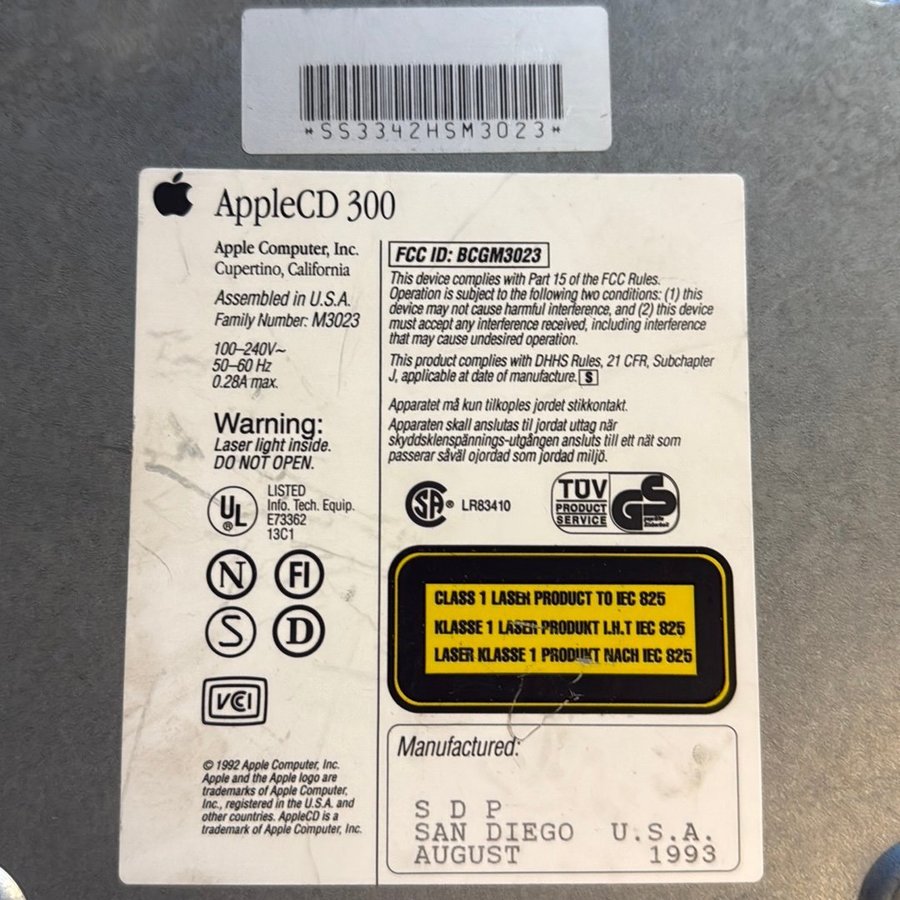 *SS3342HSM3023*
AppleCD 300
Apple Computer, Inc.
Cupertino, California
Assembled in U.S.A.
Family Number: M3023
100–240V~
50–60 Hz
0.28A max.
Warning:
Laser light inside.
DO NOT OPEN.
UL
LISTED
Info. Tech. Equip.
E73362
13C1
N
FI
S
D
VCI
© 1992 Apple Computer, Inc.
Apple and the Apple logo are
trademarks of Apple Computer,
Inc., registered in the U.S.A. and
other countries. AppleCD is a
trademark of Apple Computer, Inc.
FCC ID: BCGM3023
This device complies with Part 15 of the FCC Rules.
Operation is subject to the following two conditions: (1) this
device may not cause harmful interference, and (2) this device
must accept any interference received, including interference
that may cause undesired operation.
This product complies with DHHS Rules, 21 CFR, Subchapter
J, applicable at date of manufacture. S
Apparatet må kun tilkoples jordet stikkontakt.
Apparaten skall anslutas til jordat uttag när
skyddsklenspännings-utgången ansluts till ett nät som
passerar såväl ojordad som jordad miljö.
SA® LR83410
TÜV
PRODUCT
SERVICE
GS
geprüfte
Sicherheit
CLASS 1 LASER PRODUCT TO IEC 825
KLASSE 1 LASER-PRODUKT I.H.T IEC 825
LASER KLASSE 1 PRODUKT NACH IEC 825
Manufactured:
S D P
SAN DIEGO U.S.A.
AUGUST 1993